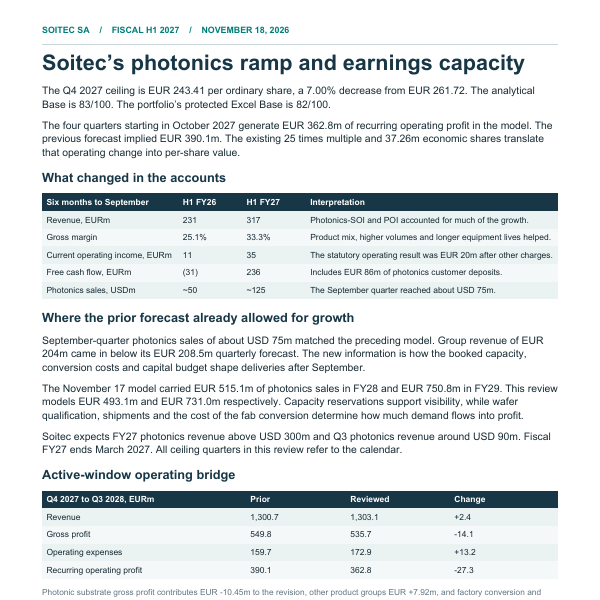 SOITEC SA / FISCAL H1 2027 / NOVEMBER 18, 2026
Soitec’s photonics ramp and earnings capacity
The Q4 2027 ceiling is EUR 243.41 per ordinary share, a 7.00% decrease from EUR 261.72. The analytical
Base is 83/100. The portfolio’s protected Excel Base is 82/100.
The four quarters starting in October 2027 generate EUR 362.8m of recurring operating profit in the model. The
previous forecast implied EUR 390.1m. The existing 25 times multiple and 37.26m economic shares translate
that operating change into per-share value.
What changed in the accounts
Six months to September H1 FY26 H1 FY27 Interpretation
Revenue, EURm 231 317 Photonics-SOI and POI accounted for much of the growth.
Gross margin 25.1% 33.3% Product mix, higher volumes and longer equipment lives helped.
Current operating income, EURm 11 35 The statutory operating result was EUR 20m after other charges.
Free cash flow, EURm (31) 236 Includes EUR 86m of photonics customer deposits.
Photonics sales, USDm ~50 ~125 The September quarter reached about USD 75m.
Where the prior forecast already allowed for growth
September-quarter photonics sales of about USD 75m matched the preceding model. Group revenue of EUR
204m came in below its EUR 208.5m quarterly forecast. The new information is how the booked capacity,
conversion costs and capital budget shape deliveries after September.
The November 17 model carried EUR 515.1m of photonics sales in FY28 and EUR 750.8m in FY29. This review
models EUR 493.1m and EUR 731.0m respectively. Capacity reservations support visibility, while wafer
qualification, shipments and the cost of the fab conversion determine how much demand flows into profit.
Soitec expects FY27 photonics revenue above USD 300m and Q3 photonics revenue around USD 90m. Fiscal
FY27 ends March 2027. All ceiling quarters in this review refer to the calendar.
Active-window operating bridge
Q4 2027 to Q3 2028, EURm Prior Reviewed Change
Revenue 1,300.7 1,303.1 +2.4
Gross profit 549.8 535.7 -14.1
Operating expenses 159.7 172.9 +13.2
Recurring operating profit 390.1 362.8 -27.3
Photonic substrate gross profit contributes EUR -10.45m to the revision, other product groups EUR +7.92m, and factory conversion and